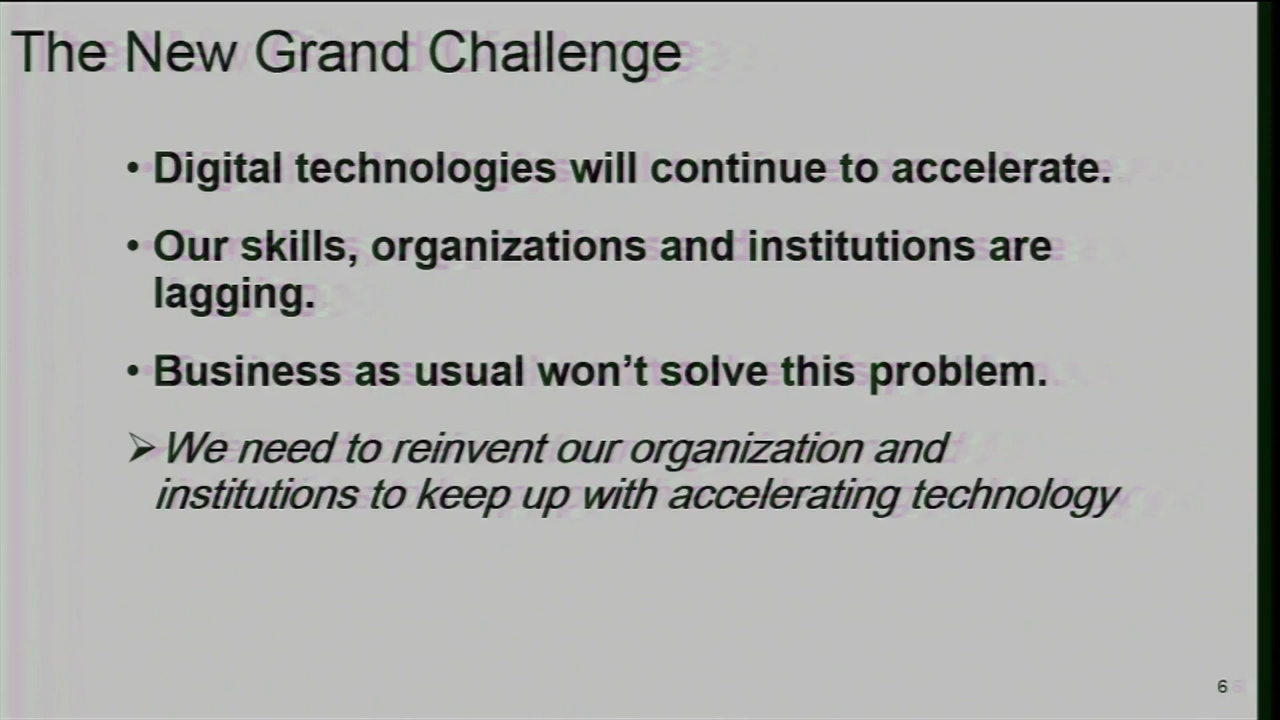 The New Grand Challenge
• Digital technologies will continue to accelerate.
• Our skills, organizations and institutions are
lagging.
• Business as usual won't solve this problem.
➢ We need to reinvent our organization and
institutions to keep up with accelerating technology
6